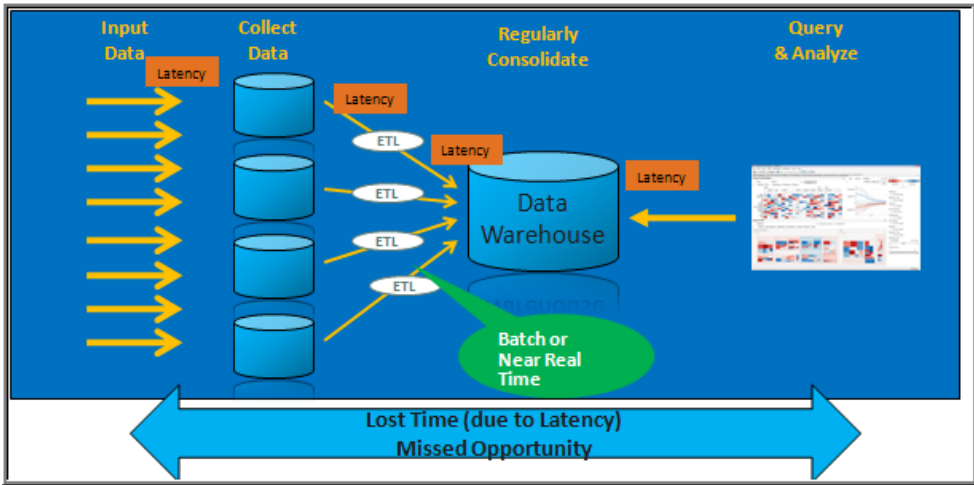 Input
Data
Collect
Data
Regularly
Consolidate
Query
& Analyze
Latency
Latency
ETL
Latency
Latency
ETL
Data
Warehouse
ETL
ETL
Batch or
Near Real
Time
Lost Time (due to Latency)
Missed Opportunity